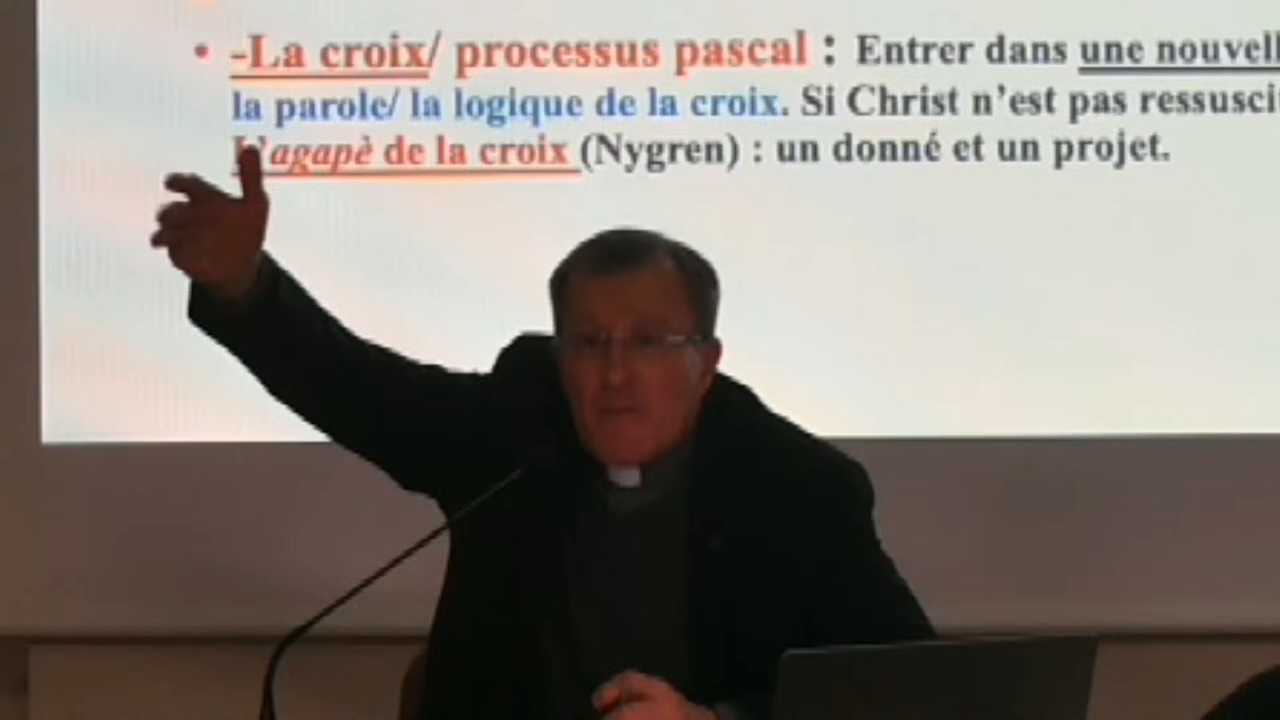 • -La croix/ processus pascal : Entrer dans une nouvell
la parole/ la logique de la croix. Si Christ n'est pas ressusci
L'agapè de la croix (Nygren) : un donné et un projet.